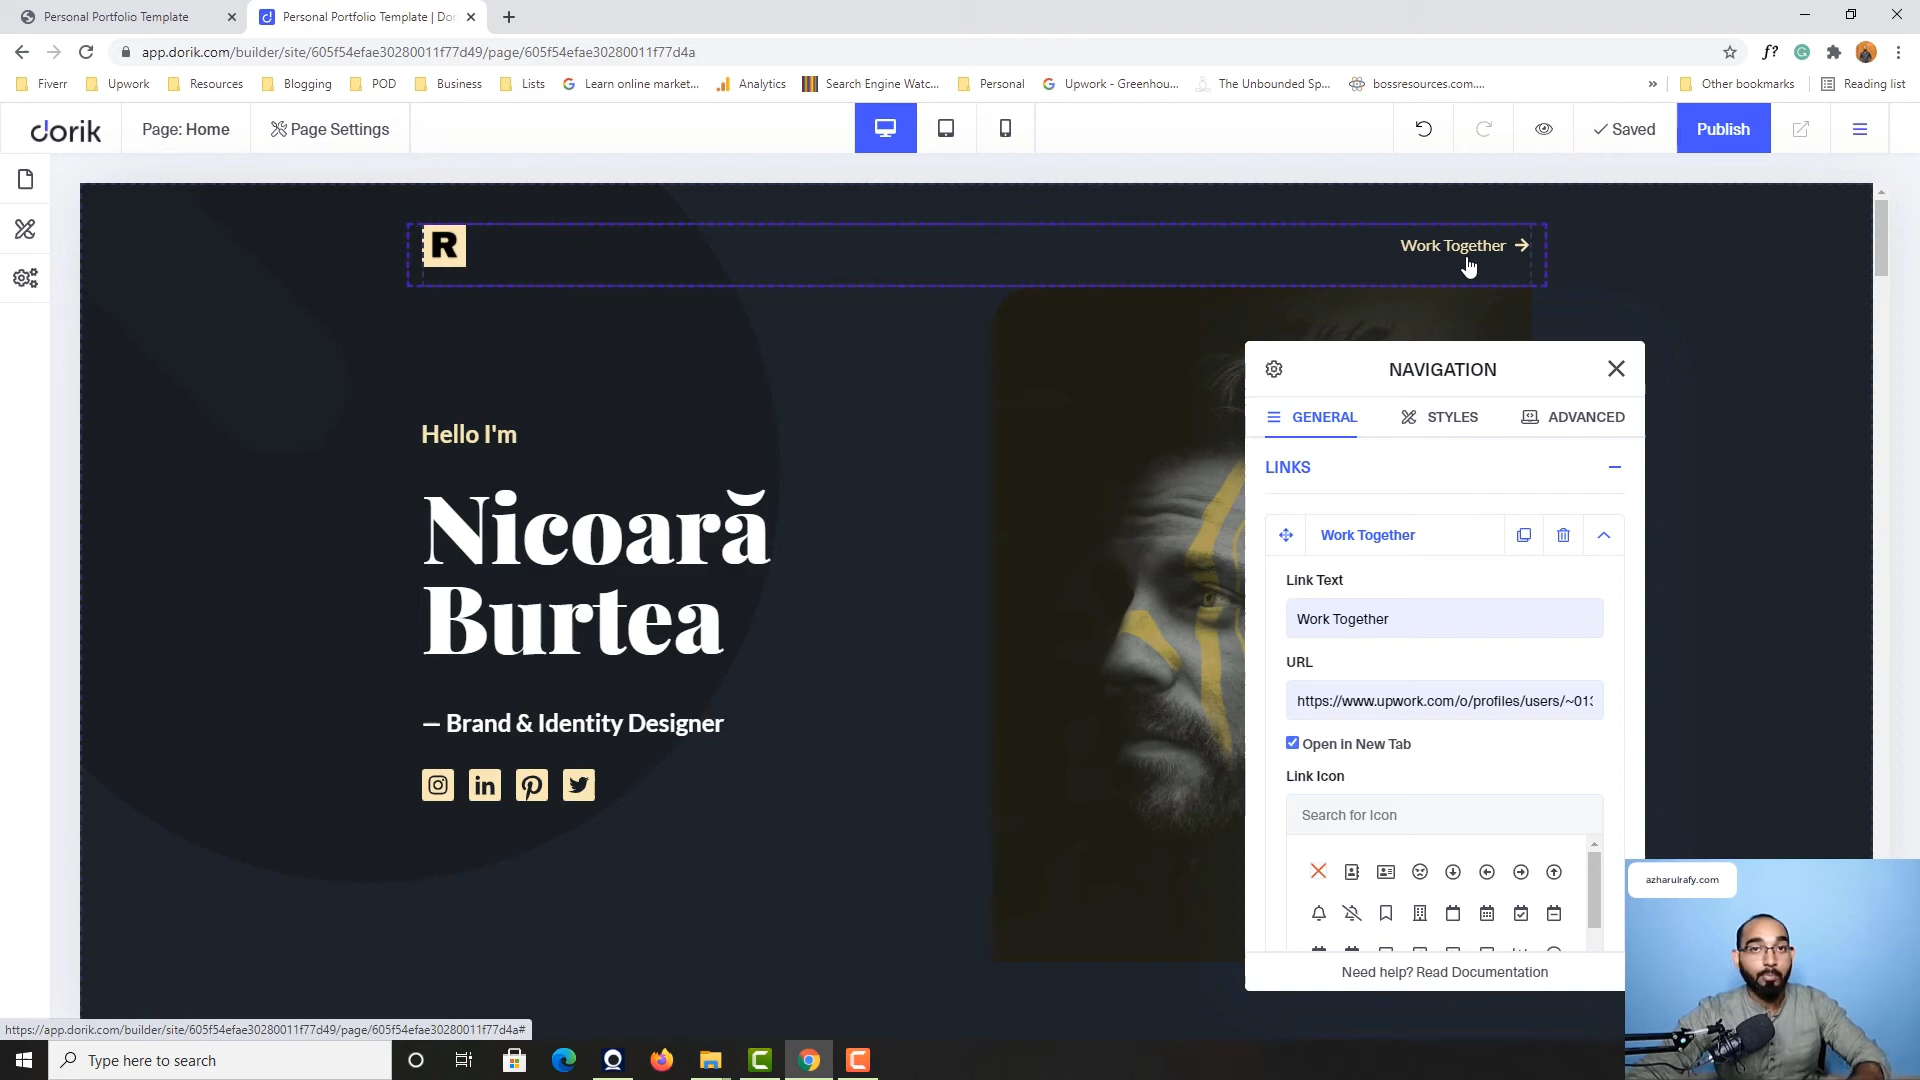 Personal Portfolio Template
Personal Portfolio Template | Dor
app.dorik.com/builder/site/605f54efae30280011f77d49/page/605f54efae30280011f77d4a
f?
Fiverr
Upwork
Resources
Blogging
POD
Business
Lists
Learn online market...
Analytics
Search Engine Watc...
Personal
Upwork - Greenhou...
The Unbounded Sp...
bossresources.com....
»
Other bookmarks
Reading list
dorik
Page: Home
Page Settings
Saved
Publish
R
Work Together
Hello I'm
Nicoară
Burtea
– Brand & Identity Designer
NAVIGATION
GENERAL
STYLES
ADVANCED
LINKS
Work Together
Link Text
Work Together
URL
https://www.upwork.com/o/profiles/users/~01
Open in New Tab
Link Icon
Search for Icon
Need help? Read Documentation
azharulrafy.com
https://app.dorik.com/builder/site/605f54efae30280011f77d49/page/605f54efae30280011f77d4a#
Type here to search